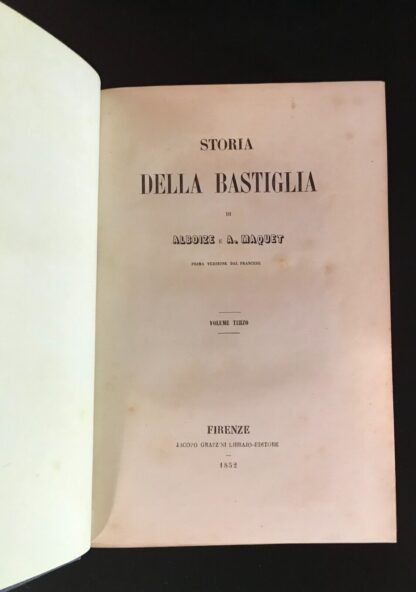 STORIA
DELLA BASTIGLIA
DI
ALBOIZE E A. MAQUET
PRIMA VERSIONE DAL FRANCESE
VOLUME TERZO
FIRENZE
JACOPO GRAZZINI LIBRAIO-EDITORE
1852